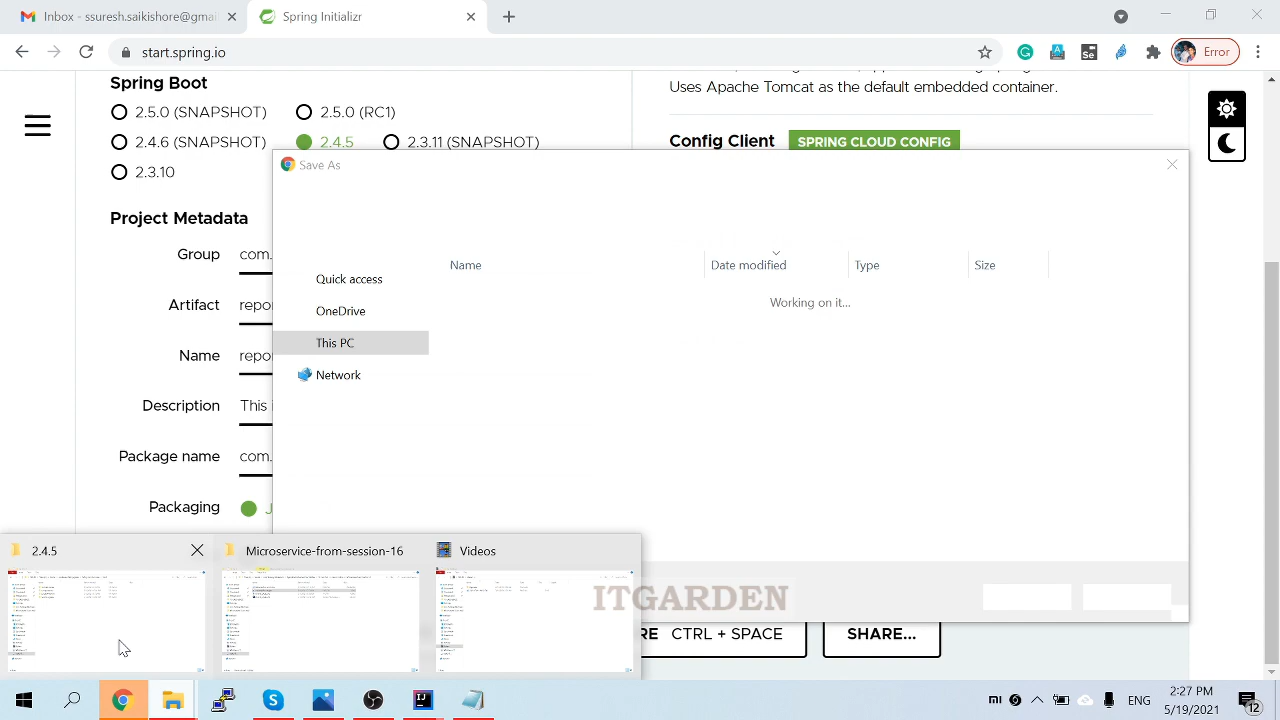 Inbox - ssuresh.saikishore@gmail
Spring Initializr
start.spring.io
Error
Spring Boot
2.5.0 (SNAPSHOT)
2.5.0 (RC1)
2.4.6 (SNAPSHOT)
2.4.5
2.3.11 (SNAPSHOT)
2.3.10
Uses Apache Tomcat as the default embedded container.
Config Client
SPRING CLOUD CONFIG
Project Metadata
Group
com.
Artifact
repo
Name
repo
Description
This
Package name
com.
Packaging
Save As
Name
Date modified
Type
Size
Working on it...
Quick access
OneDrive
This PC
Network
2.4.5
Microservice-from-session-16
Videos
ITGARDEN
RE CTRL + SPACE
SHARE...
ENG
2:27 PM
5/19/2021
12